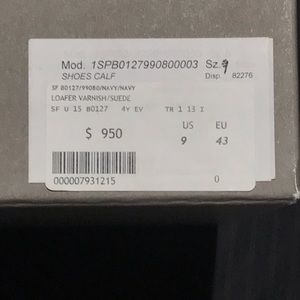 Mod. 1SPB0127990800003 Sz. 9
SHOES CALF Disp. 82276
SF B0127/99080/NAVY/NAVY
LOAFER VARNISH/SUEDE
SF U 15 B0127 4Y EV TR 1 13 I
$ 950
US EU
9 43
000007931215 0